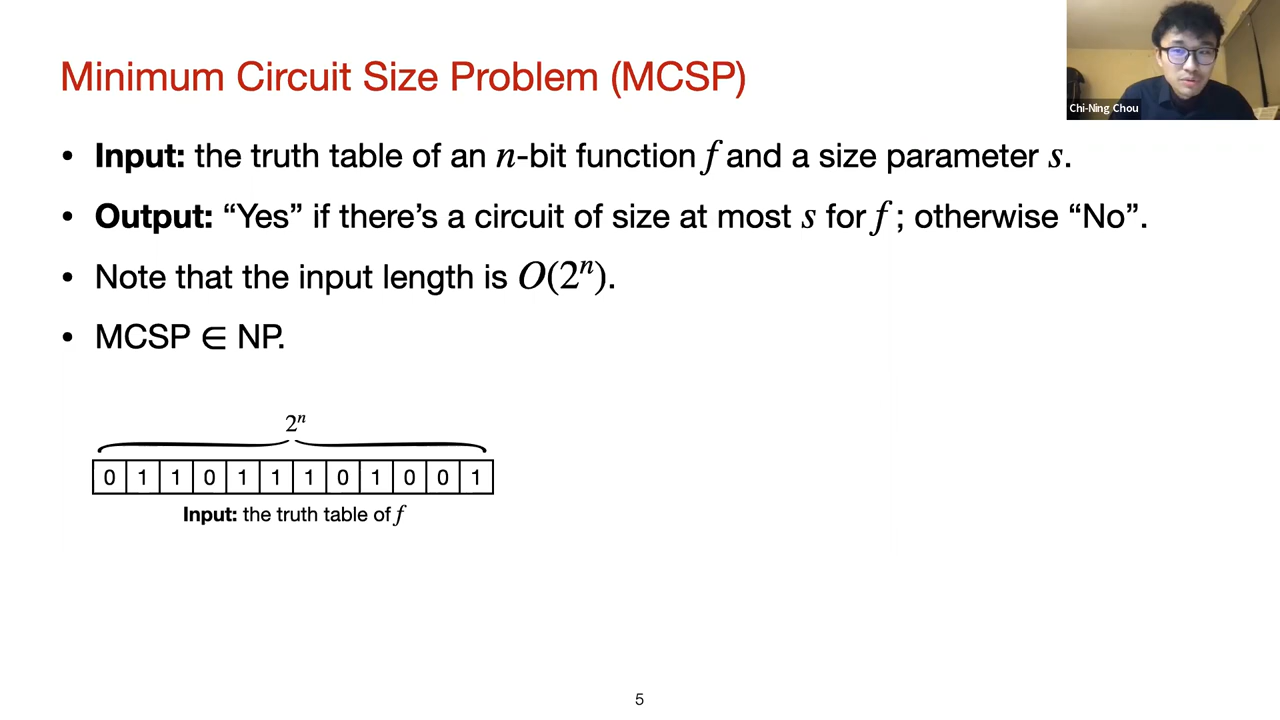 Minimum Circuit Size Problem (MCSP)
Chi-Ning Chou
• Input: the truth table of an n-bit function f and a size parameter s.
• Output: “Yes” if there’s a circuit of size at most s for f ; otherwise “No”.
• Note that the input length is O(2ⁿ).
• MCSP ∈ NP.
2ⁿ
0 1 1 0 1 1 1 0 1 0 0 1
Input: the truth table of f
5